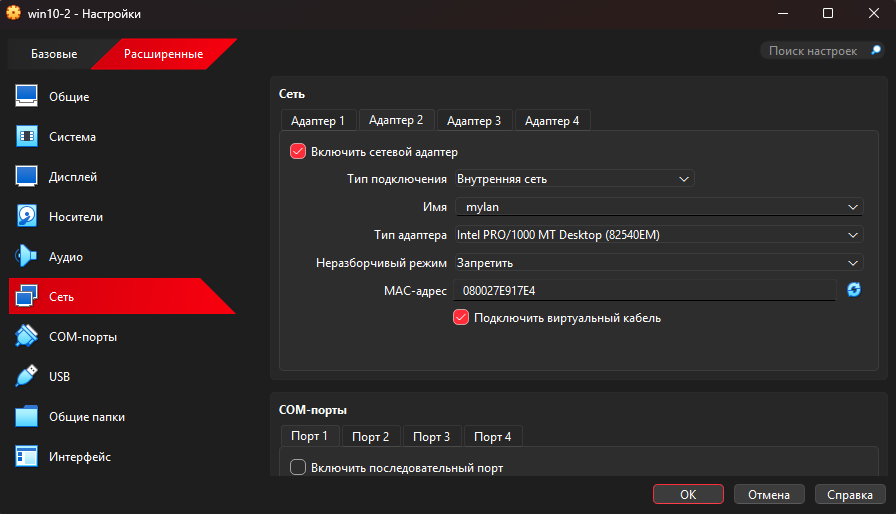 win10-2 - Настройки
Базовые
Расширенные
Поиск настроек
Общие
Система
Дисплей
Носители
Аудио
Сеть
COM-порты
USB
Общие папки
Интерфейс
Сеть
Адаптер 1 Адаптер 2 Адаптер 3 Адаптер 4
Включить сетевой адаптер
Тип подключения Внутренняя сеть
Имя mylan
Тип адаптера Intel PRO/1000 MT Desktop (82540EM)
Неразборчивый режим Запретить
MAC-адрес 080027E917E4
Подключить виртуальный кабель
COM-порты
Порт 1 Порт 2 Порт 3 Порт 4
Включить последовательный порт
ОК Отмена Справка